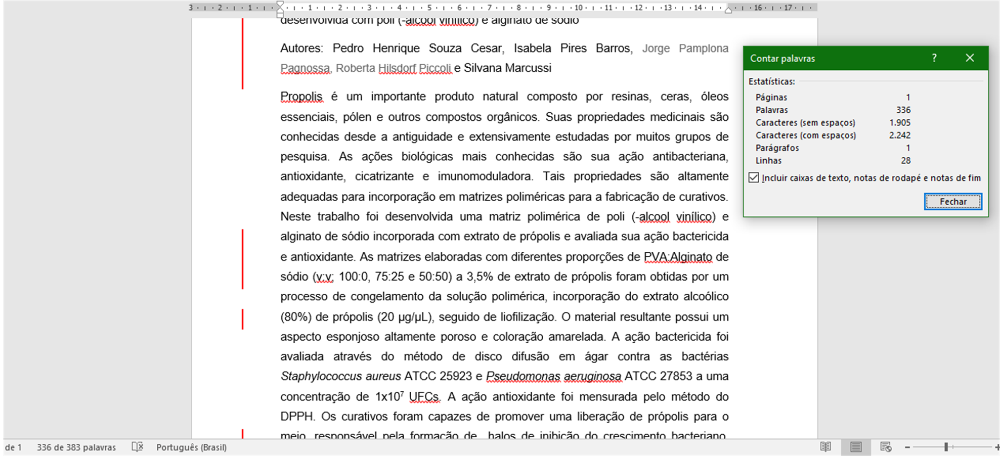 3 2 1 1 2 3 4 5 6 7 8 9 10 11 12 13 14 16 17
desenvolvida com poli (-alcool vinílico) e alginato de sódio
Autores: Pedro Henrique Souza Cesar, Isabela Pires Barros, Jorge Pamplona
Pagnossa, Roberta Hilsdorf Piccoli e Silvana Marcussi
Propolis é um importante produto natural composto por resinas, ceras, óleos
essenciais, pólen e outros compostos orgânicos. Suas propriedades medicinais são
conhecidas desde a antiguidade e extensivamente estudadas por muitos grupos de
pesquisa. As ações biológicas mais conhecidas são sua ação antibacteriana,
antioxidante, cicatrizante e imunomoduladora. Tais propriedades são altamente
adequadas para incorporação em matrizes poliméricas para a fabricação de curativos.
Neste trabalho foi desenvolvida uma matriz polimérica de poli (-alcool vinílico) e
alginato de sódio incorporada com extrato de própolis e avaliada sua ação bactericida
e antioxidante. As matrizes elaboradas com diferentes proporções de PVA:Alginato de
sódio (v:v; 100:0, 75:25 e 50:50) a 3,5% de extrato de própolis foram obtidas por um
processo de congelamento da solução polimérica, incorporação do extrato alcoólico
(80%) de própolis (20 µg/µL), seguido de liofilização. O material resultante possui um
aspecto esponjoso altamente poroso e coloração amarelada. A ação bactericida foi
avaliada através do método de disco difusão em ágar contra as bactérias
Staphylococcus aureus ATCC 25923 e Pseudomonas aeruginosa ATCC 27853 a uma
concentração de 1x10⁷ UFCs. A ação antioxidante foi mensurada pelo método do
DPPH. Os curativos foram capazes de promover uma liberação de própolis para o
meio, responsável pela formação de halos de inibição do crescimento bacteriano,
Contar palavras ?
Estatísticas:
Páginas 1
Palavras 336
Caracteres (sem espaços) 1.905
Caracteres (com espaços) 2.242
Parágrafos 1
Linhas 28
Incluir caixas de texto, notas de rodapé e notas de fim
Fechar
de 1 336 de 383 palavras Português (Brasil)